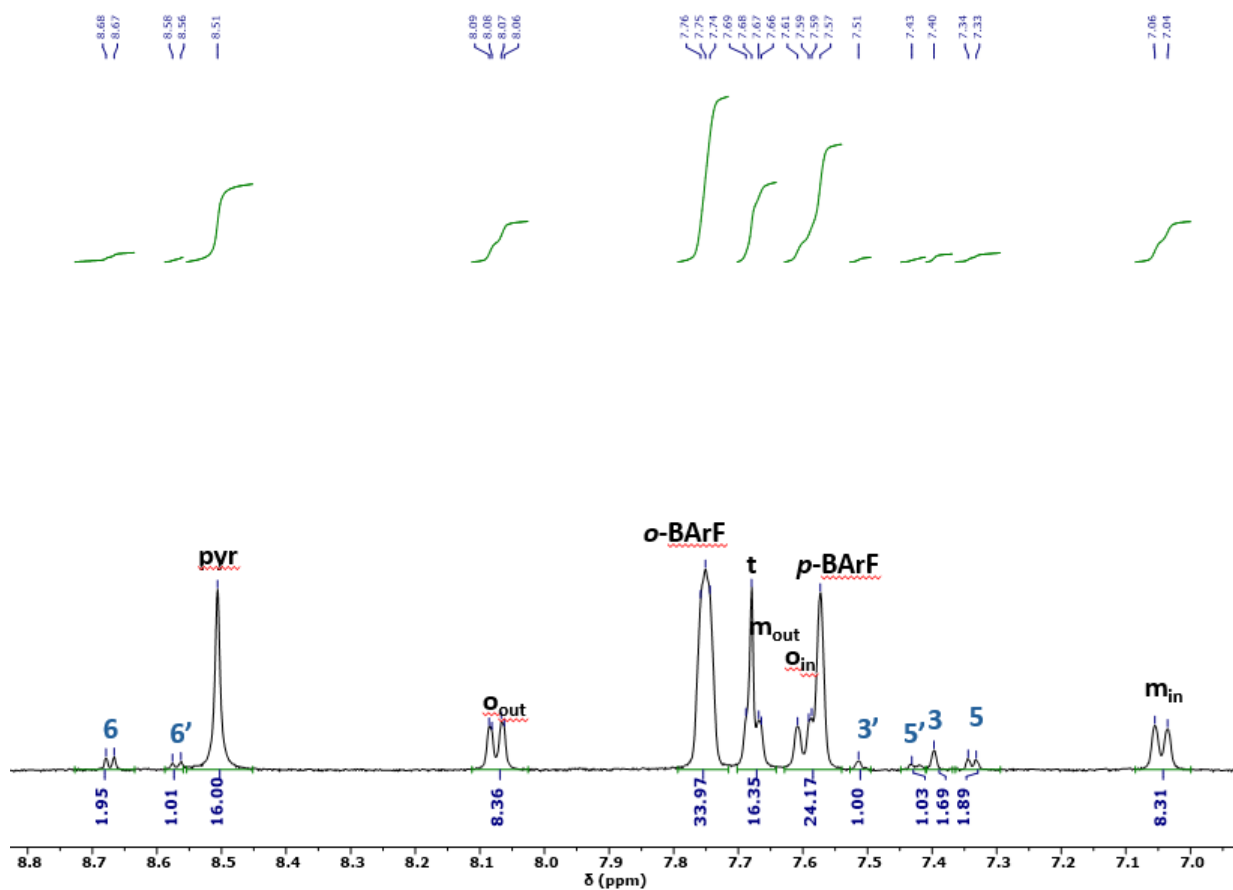 8.68 8.67 8.58 8.56 8.51 8.09 8.08 8.07 8.06 7.76 7.75 7.74 7.69 7.68 7.67 7.66 7.61 7.59 7.59 7.57 7.51 7.43 7.40 7.34 7.33 7.06 7.04
o-BArF
pyr t p-BArF
m_out
o_in
o_out m_in
6 6’ 3’ 5’ 3 5
1.95 1.01 16.00 8.36 33.97 16.35 24.17 1.00 1.03 1.69 1.89 8.31
8.8 8.7 8.6 8.5 8.4 8.3 8.2 8.1 8.0 7.9 7.8 7.7 7.6 7.5 7.4 7.3 7.2 7.1 7.0
δ (ppm)